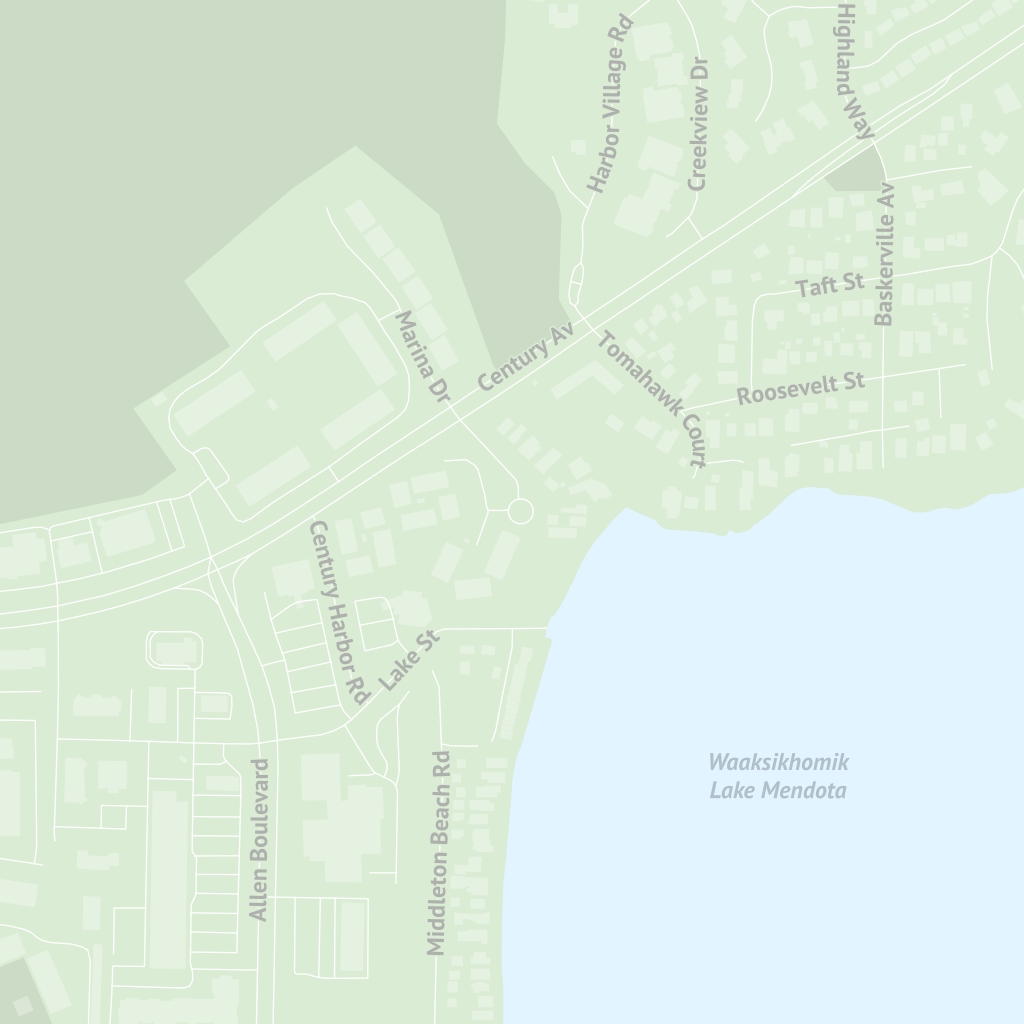 Harbor Village Rd
Highland Way
Creekview Dr
Baskerville Av
Taft St
Marina Dr
Century Av
Tomahawk Court
Roosevelt St
Century Harbor Rd
Lake St
Allen Boulevard
Middleton Beach Rd
Waaksikhomik
Lake Mendota